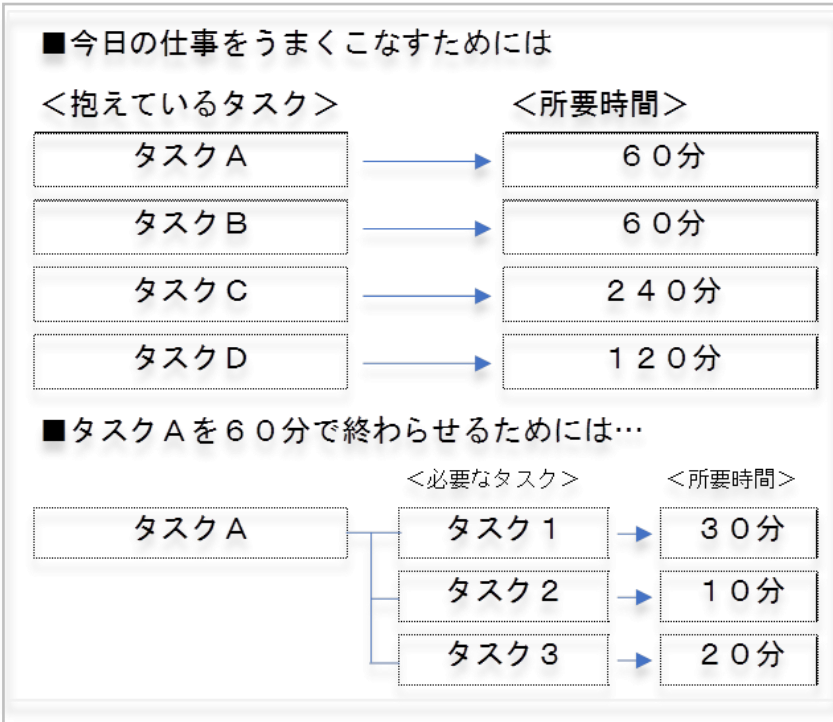 ■今日の仕事をうまくこなすためには
＜抱えているタスク＞ ＜所要時間＞
タスクＡ ６０分
タスクＢ ６０分
タスクＣ ２４０分
タスクＤ １２０分
■タスクＡを６０分で終わらせるためには…
＜必要なタスク＞ ＜所要時間＞
タスクＡ タスク１ ３０分
タスク２ １０分
タスク３ ２０分